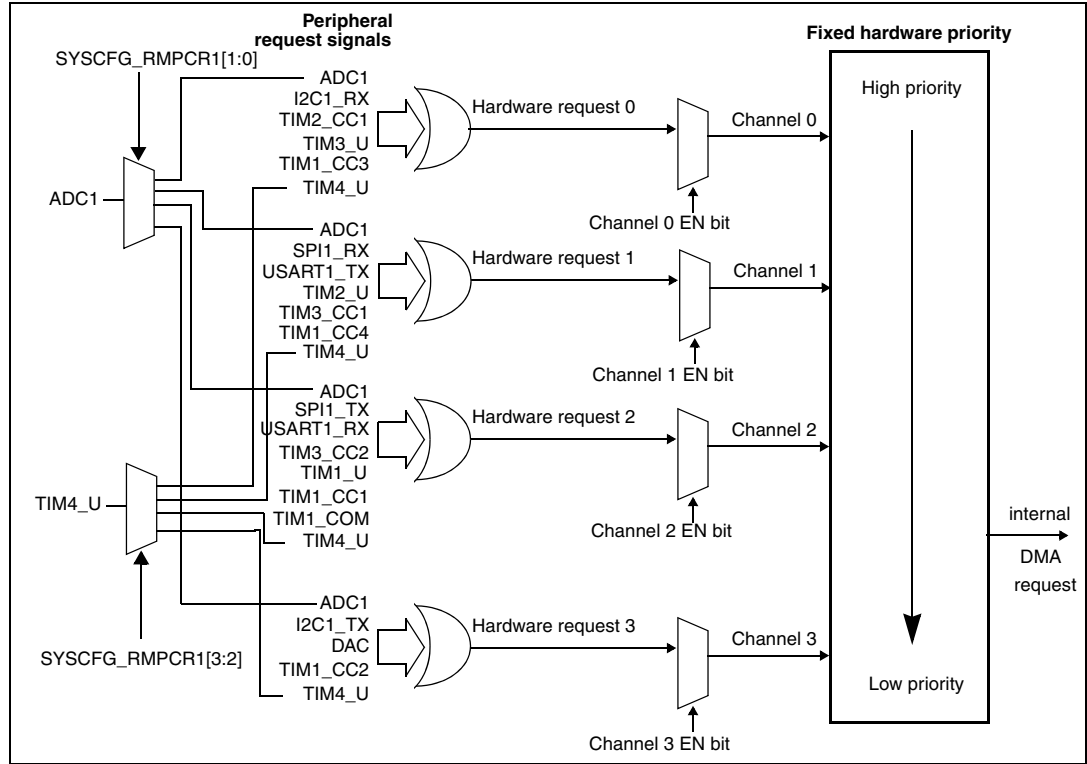 Peripheral
request signals
Fixed hardware priority
SYSCFG_RMPCR1[1:0]
ADC1
ADC1
I2C1_RX
TIM2_CC1
TIM3_U
TIM1_CC3
TIM4_U
Hardware request 0
Channel 0
Channel 0 EN bit
High priority
ADC1
SPI1_RX
USART1_TX
TIM2_U
TIM3_CC1
TIM1_CC4
TIM4_U
Hardware request 1
Channel 1
Channel 1 EN bit
TIM4_U
ADC1
SPI1_TX
USART1_RX
TIM3_CC2
TIM1_U
TIM1_CC1
TIM1_COM
TIM4_U
Hardware request 2
Channel 2
Channel 2 EN bit
internal
DMA
request
SYSCFG_RMPCR1[3:2]
ADC1
I2C1_TX
DAC
TIM1_CC2
TIM4_U
Hardware request 3
Channel 3
Channel 3 EN bit
Low priority